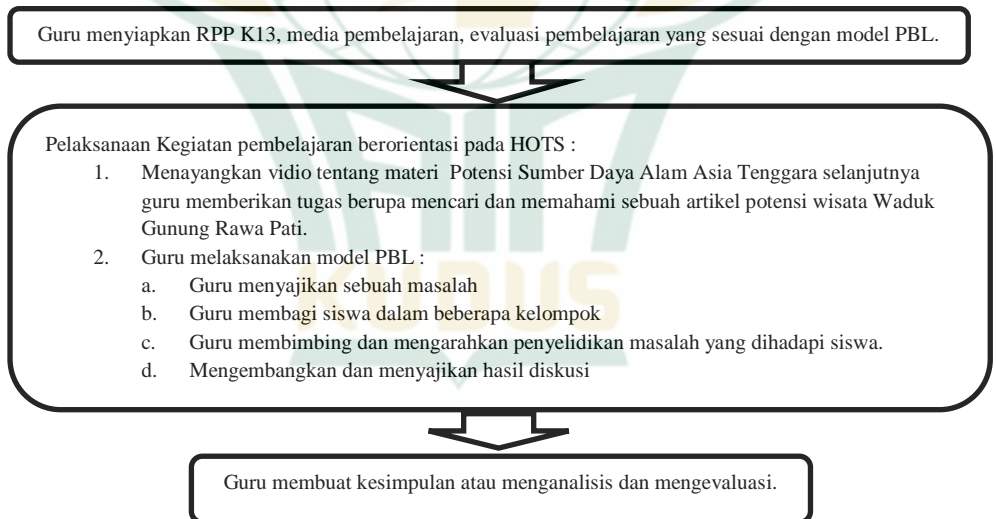 Guru menyiapkan RPP K13, media pembelajaran, evaluasi pembelajaran yang sesuai dengan model PBL.
Pelaksanaan Kegiatan pembelajaran berorientasi pada HOTS :
1. Menayangkan vidio tentang materi Potensi Sumber Daya Alam Asia Tenggara selanjutnya
guru memberikan tugas berupa mencari dan memahami sebuah artikel potensi wisata Waduk
Gunung Rawa Pati.
2. Guru melaksanakan model PBL :
a. Guru menyajikan sebuah masalah
b. Guru membagi siswa dalam beberapa kelompok
c. Guru membimbing dan mengarahkan penyelidikan masalah yang dihadapi siswa.
d. Mengembangkan dan menyajikan hasil diskusi
KUDUS
Guru membuat kesimpulan atau menganalisis dan mengevaluasi.